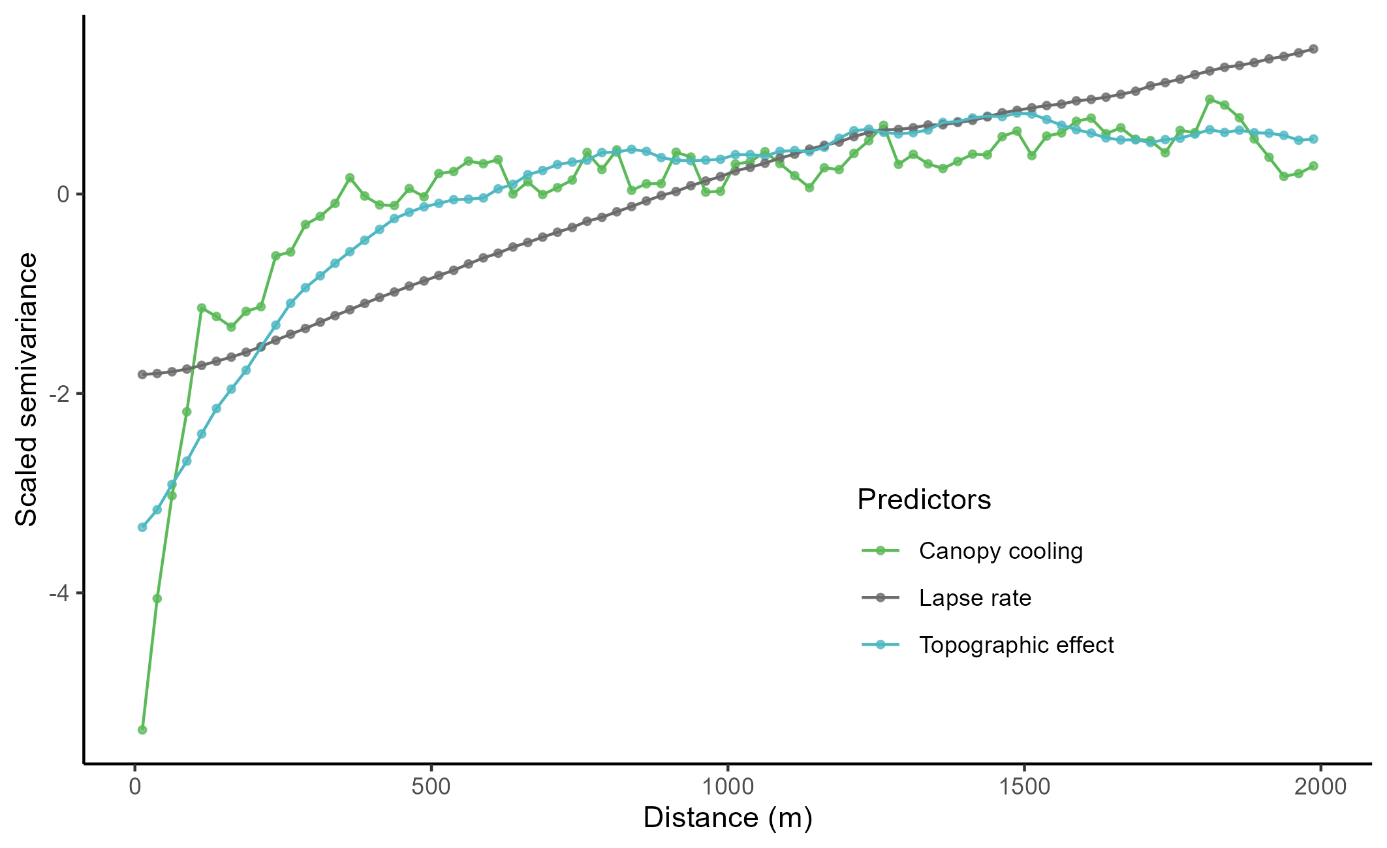 Scaled semivariance
0
-2
-4
Predictors
Canopy cooling
Lapse rate
Topographic effect
0 500 1000 1500 2000
Distance (m)